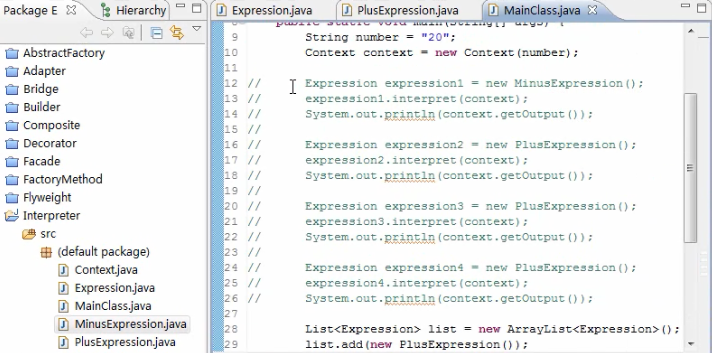 Package E
Hierarchy
AbstractFactory
Adapter
Bridge
Builder
Composite
Decorator
Facade
FactoryMethod
Flyweight
Interpreter
src
(default package)
Context.java
Expression.java
MainClass.java
MinusExpression.java
PlusExpression.java
Expression.java
PlusExpression.java
MainClass.java
8 public static void main(String[] args) {
9 String number = "20";
10 Context context = new Context(number);
11
12 // Expression expression1 = new MinusExpression();
13 // expression1.interpret(context);
14 // System.out.println(context.getOutput());
15 //
16 // Expression expression2 = new PlusExpression();
17 // expression2.interpret(context);
18 // System.out.println(context.getOutput());
19 //
20 // Expression expression3 = new PlusExpression();
21 // expression3.interpret(context);
22 // System.out.println(context.getOutput());
23 //
24 // Expression expression4 = new PlusExpression();
25 // expression4.interpret(context);
26 // System.out.println(context.getOutput());
27
28 List<Expression> list = new ArrayList<Expression>();
29 list.add(new PlusExpression());